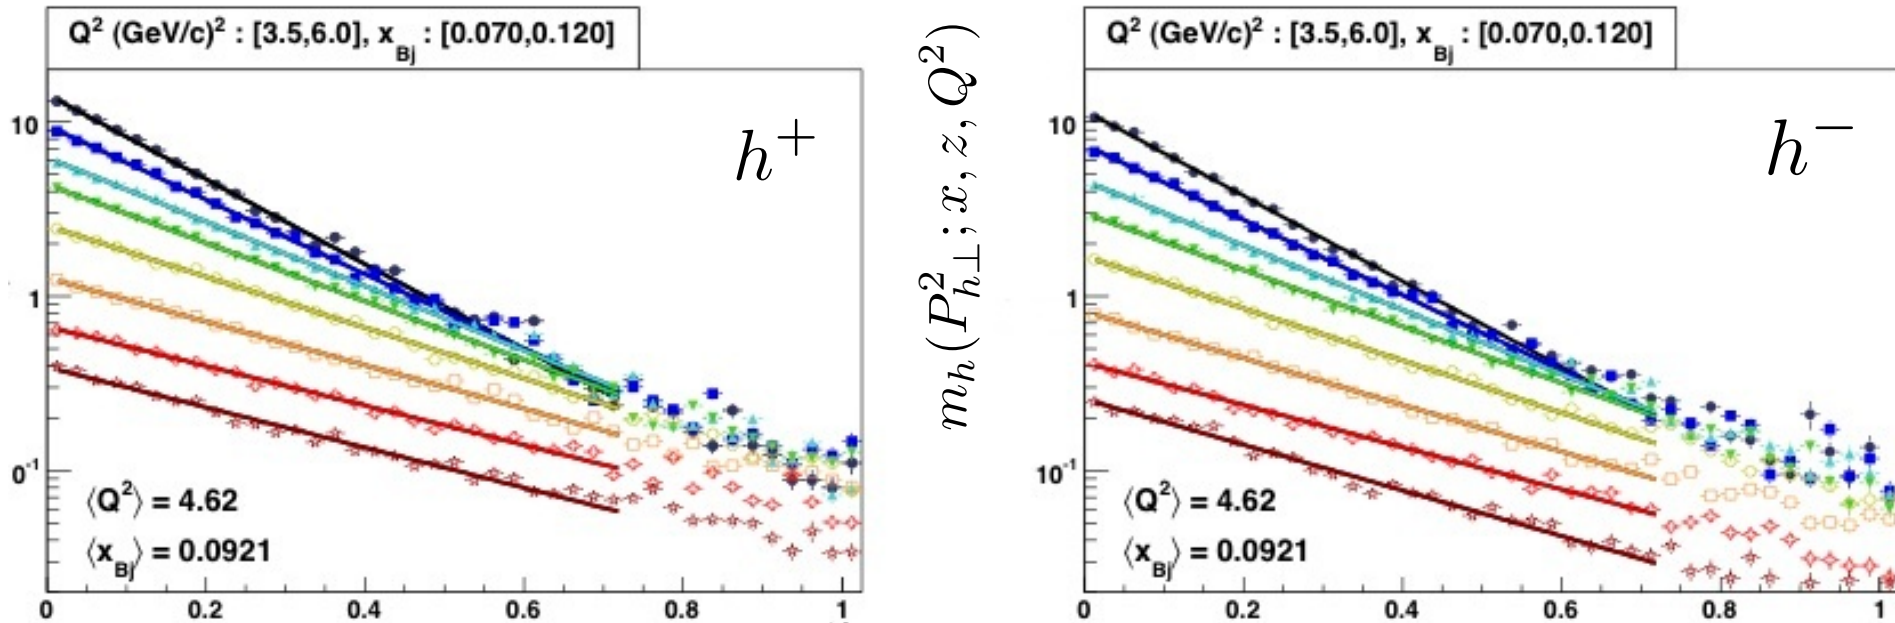 Q² (GeV/c)² : [3.5,6.0], x_Bj : [0.070,0.120]
h⁺
10
1
10⁻¹
⟨Q²⟩ = 4.62
⟨x_Bj⟩ = 0.0921
0 0.2 0.4 0.6 0.8 1
m_h(P²_h⊥; x, z, Q²)
Q² (GeV/c)² : [3.5,6.0], x_Bj : [0.070,0.120]
h⁻
10
1
10⁻¹
⟨Q²⟩ = 4.62
⟨x_Bj⟩ = 0.0921
0 0.2 0.4 0.6 0.8 1